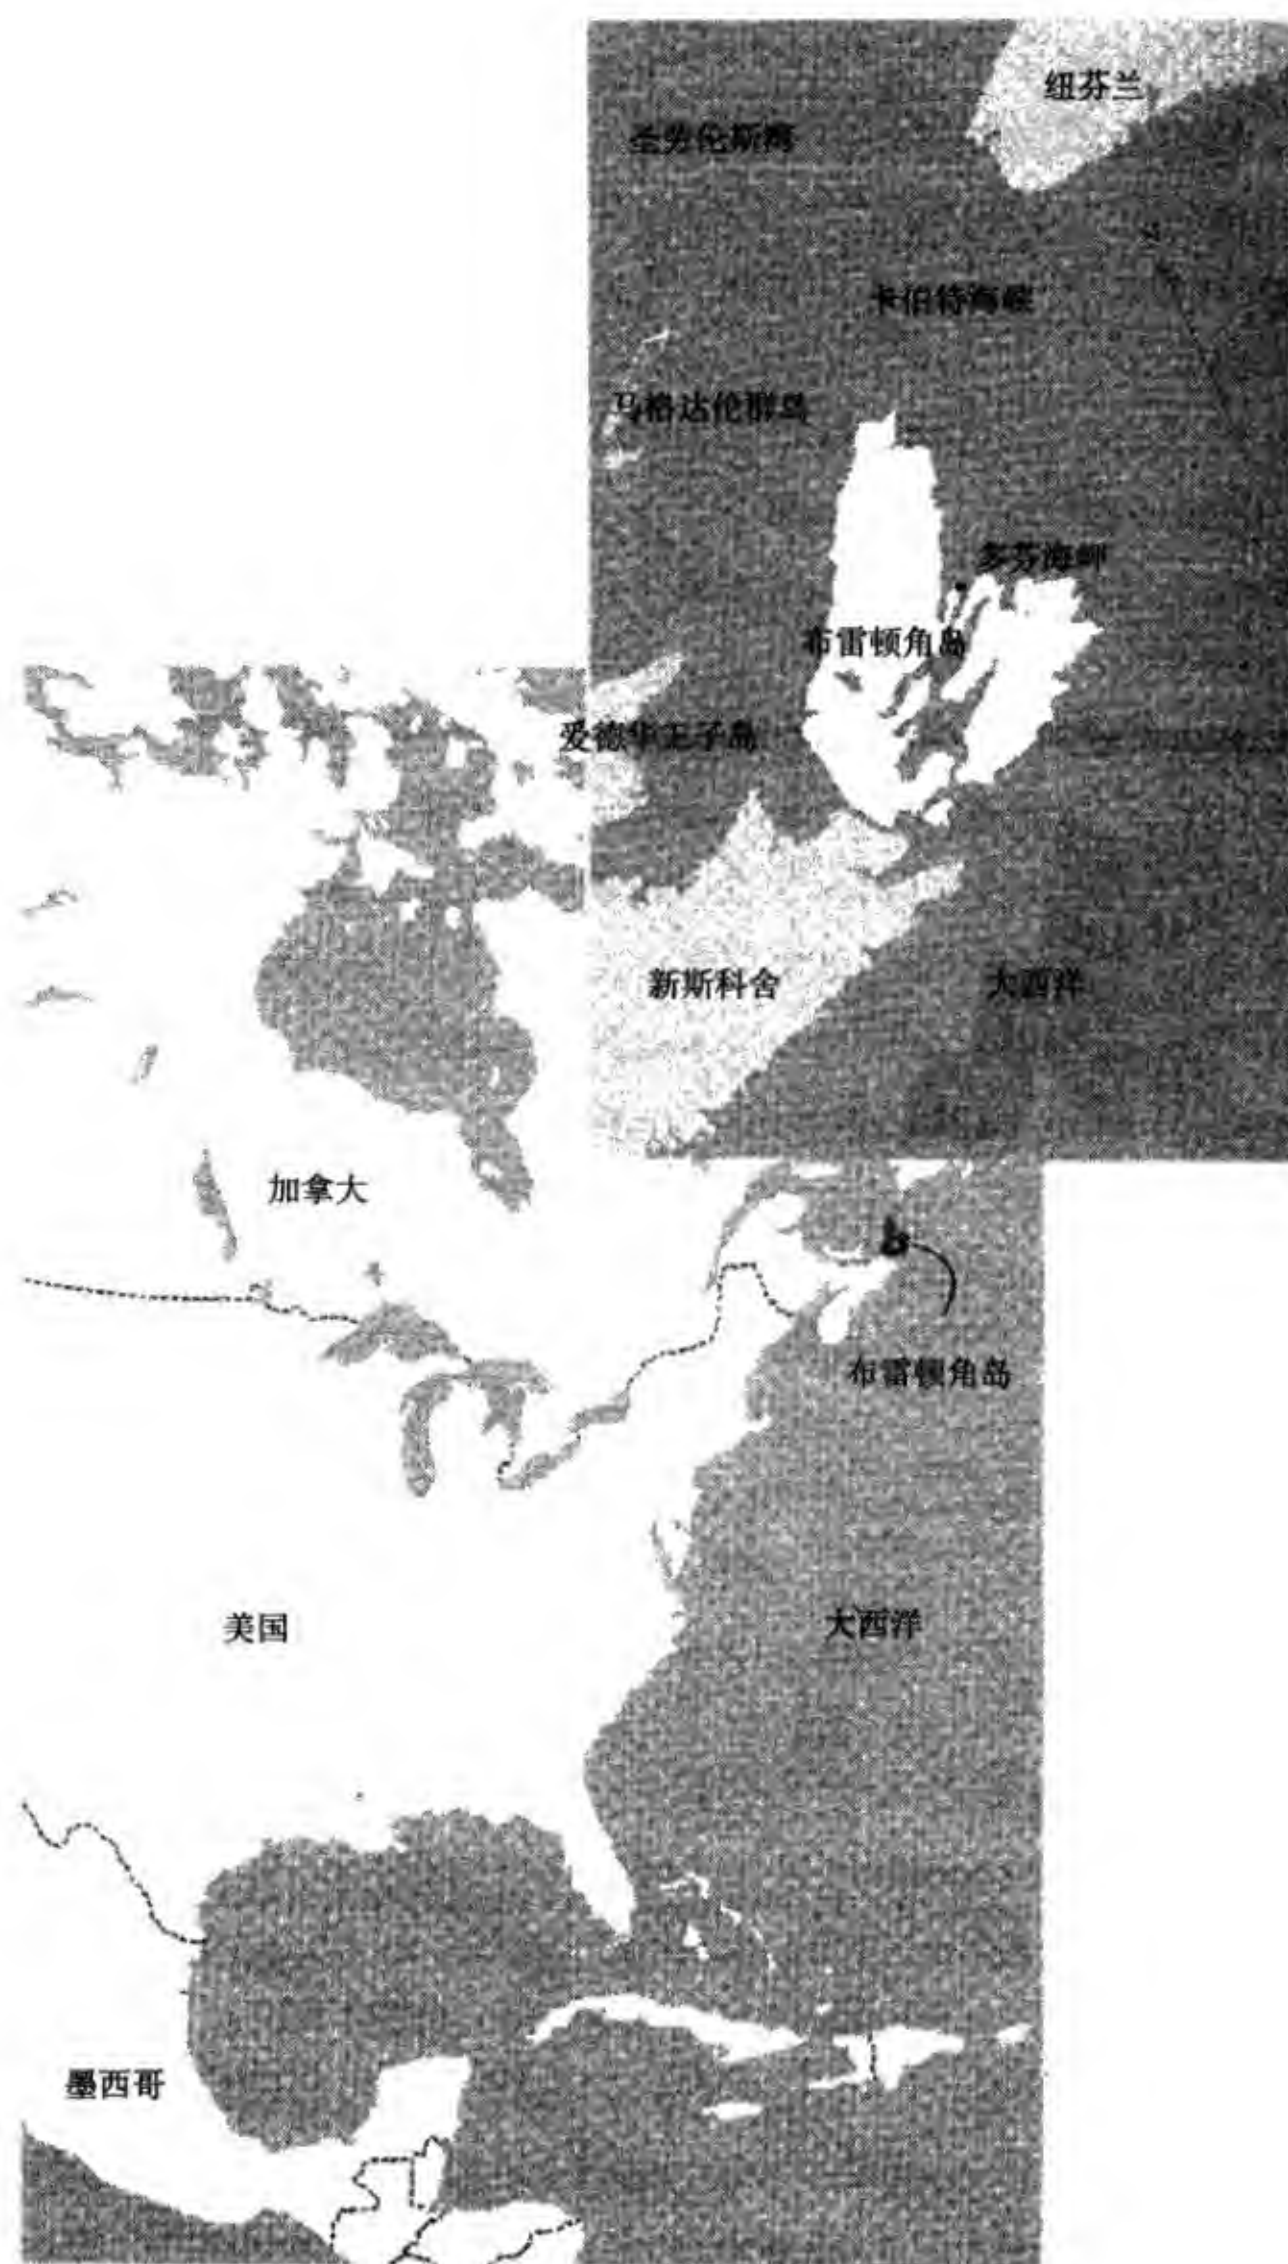 纽芬兰
圣劳伦斯湾
卡伯特海峡
马格达伦群岛
多芬海岬
布雷顿角岛
爱德华王子岛
新斯科舍
大西洋
加拿大
布雷顿角岛
美国
大西洋
墨西哥